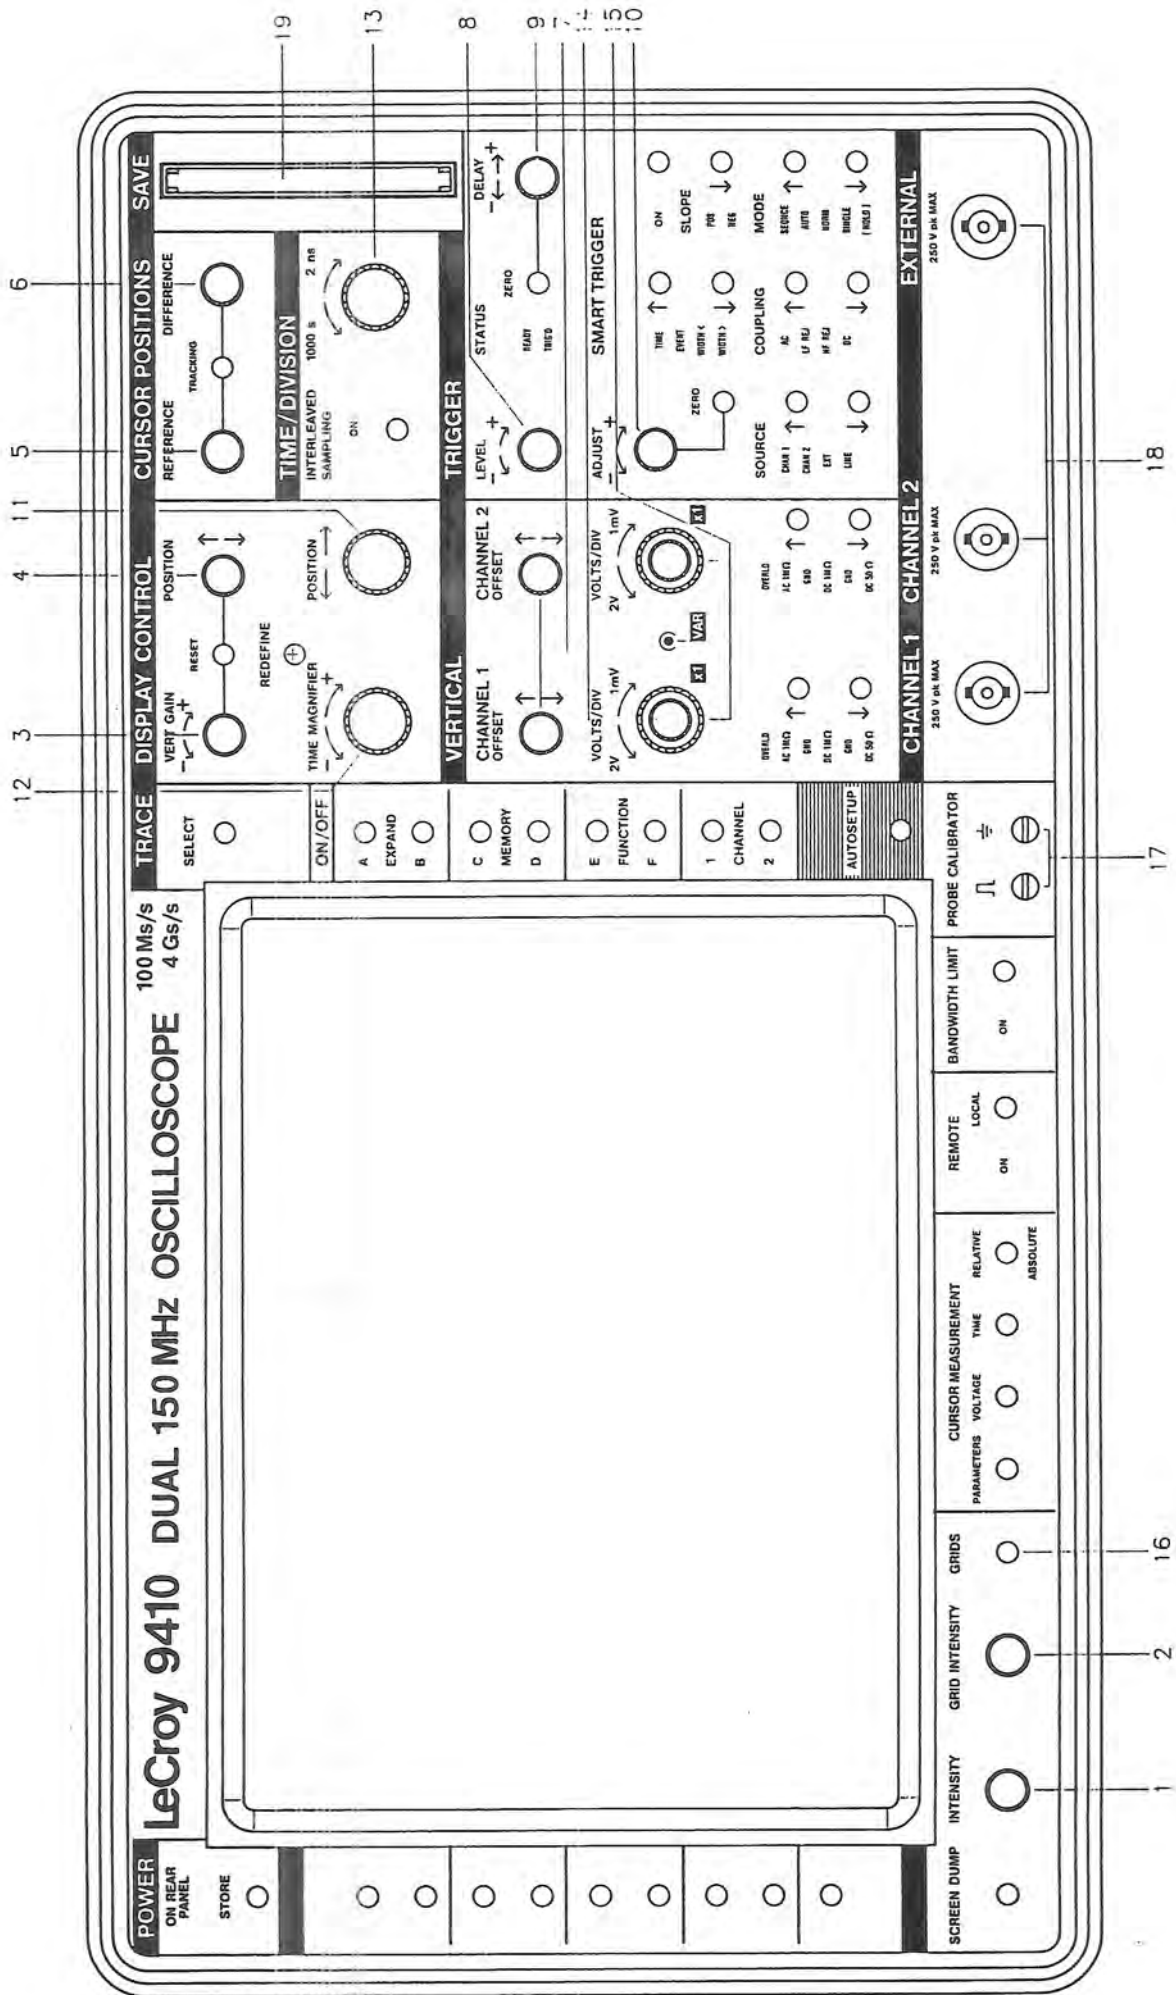 19
13
8
9
7
14
15
10
6
5
11
4
3
12
POWER
ON REAR
PANEL
STORE
LeCroy 9410 DUAL 150 MHz OSCILLOSCOPE
100 Ms/s
4 Gs/s
TRACE
SELECT
ON/OFF
A
EXPAND
B
C
MEMORY
D
E
FUNCTION
F
1
CHANNEL
2
AUTOSETUP
DISPLAY CONTROL
VERT GAIN
- +
RESET
POSITION
REDEFINE
TIME MAGNIFIER
- +
POSITION
CURSOR POSITIONS
REFERENCE
TRACKING
DIFFERENCE
SAVE
TIME/DIVISION
INTERLEAVED
SAMPLING
ON
1000 s
2 ns
VERTICAL
CHANNEL 1
OFFSET
CHANNEL 2
OFFSET
VOLTS/DIV
2V
1mV
X1
VAR
VOLTS/DIV
2V
1mV
X1
OVERLD
AC 1MΩ
GND
DC 1MΩ
GND
DC 50 Ω
OVERLD
AC 1MΩ
GND
DC 1MΩ
GND
DC 50 Ω
TRIGGER
LEVEL
- +
STATUS
READY
TRIG'D
ZERO
DELAY
- +
SMART TRIGGER
ADJUST
- +
ZERO
TIME
EVENT
WIDTH <
WIDTH >
ON
SLOPE
POS
NEG
SOURCE
CHAN 1
CHAN 2
EXT
LINE
COUPLING
AC
LF REJ
HF REJ
DC
MODE
SEQNCE
AUTO
NORM
SINGLE
(HOLD)
CHANNEL 1
CHANNEL 2
EXTERNAL
250 V pk MAX
250 V pk MAX
250 V pk MAX
SCREEN DUMP
INTENSITY
GRID INTENSITY
GRIDS
CURSOR MEASUREMENT
PARAMETERS
VOLTAGE
TIME
RELATIVE
ABSOLUTE
REMOTE
ON
LOCAL
BANDWIDTH LIMIT
ON
PROBE CALIBRATOR
1
2
16
17
18